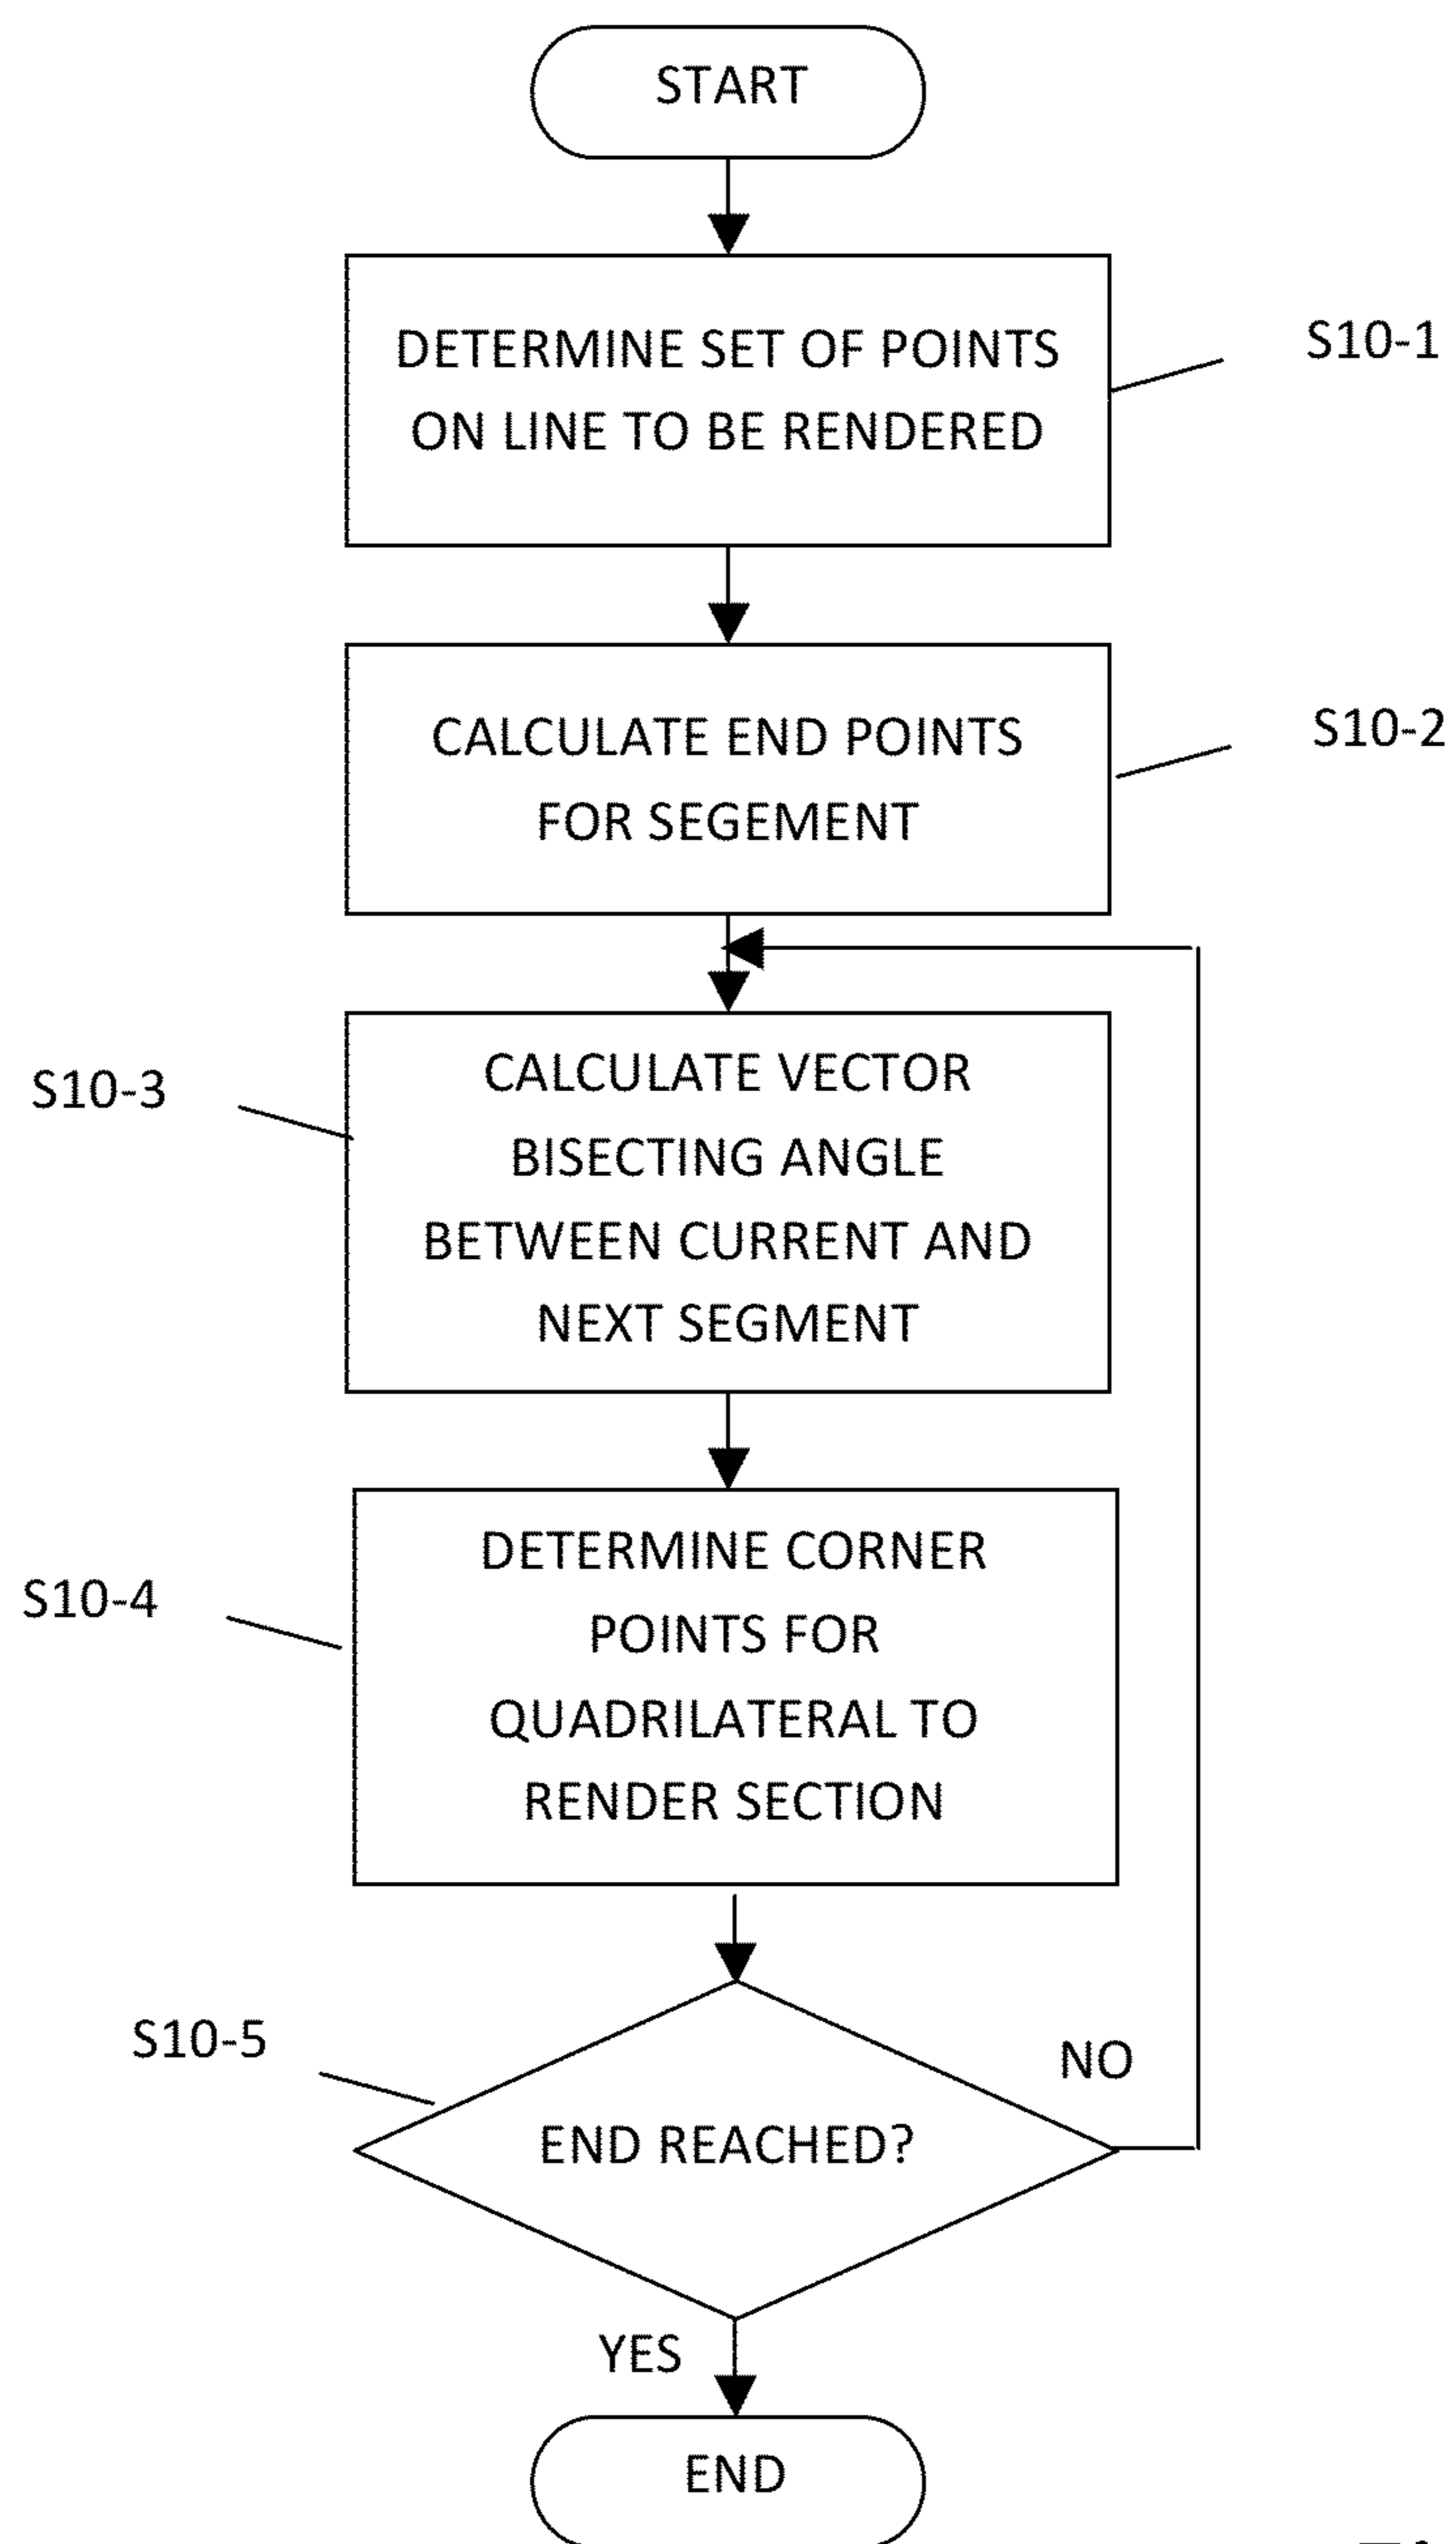 START
DETERMINE SET OF POINTS
ON LINE TO BE RENDERED
S10-1
CALCULATE END POINTS
FOR SEGEMENT
S10-2
CALCULATE VECTOR
BISECTING ANGLE
BETWEEN CURRENT AND
NEXT SEGMENT
S10-3
DETERMINE CORNER
POINTS FOR
QUADRILATERAL TO
RENDER SECTION
S10-4
S10-5
END REACHED?
NO
YES
END